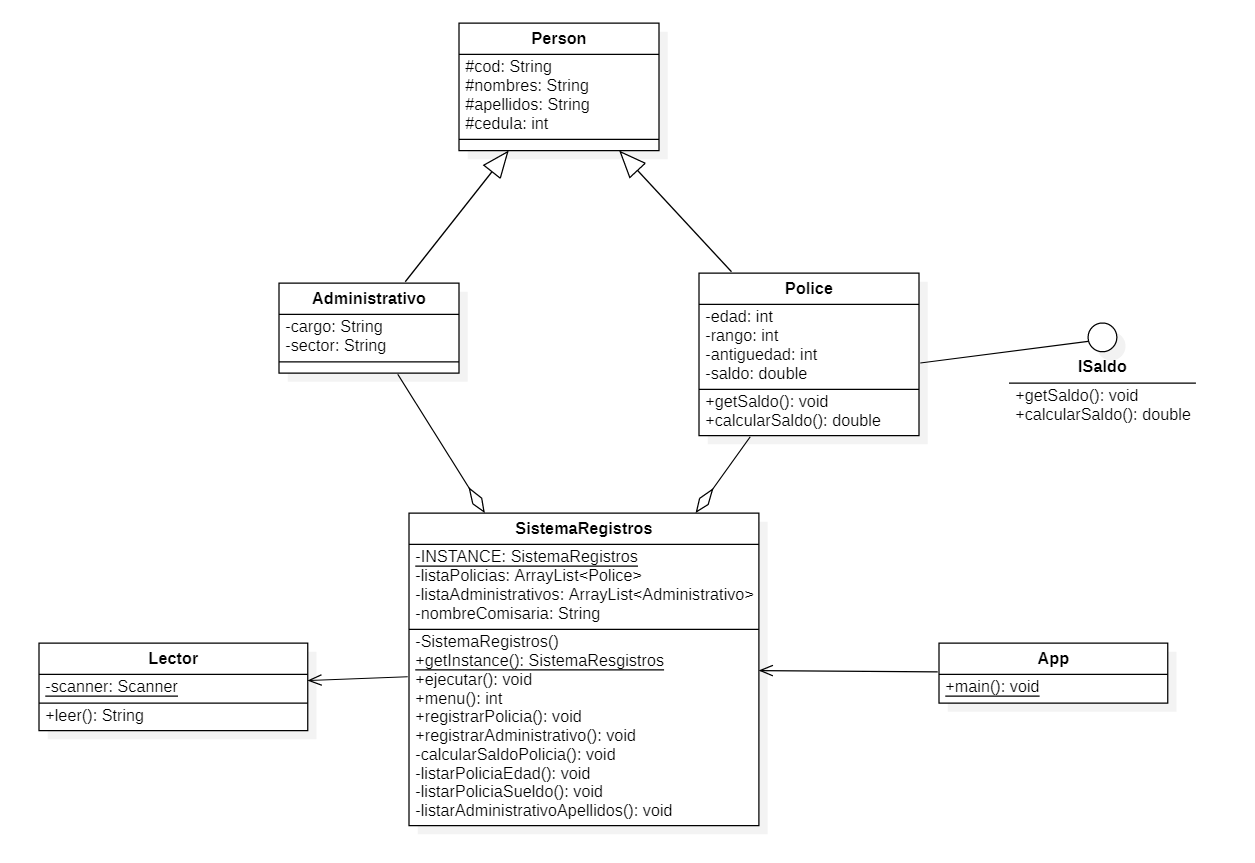 Person
#cod: String
#nombres: String
#apellidos: String
#cedula: int
Administrativo
-cargo: String
-sector: String
Police
-edad: int
-rango: int
-antiguedad: int
-saldo: double
+getSaldo(): void
+calcularSaldo(): double
ISaldo
+getSaldo(): void
+calcularSaldo(): double
SistemaRegistros
-INSTANCE: SistemaRegistros
-listaPolicias: ArrayList<Police>
-listaAdministrativos: ArrayList<Administrativo>
-nombreComisaria: String
-SistemaRegistros()
+getInstance(): SistemaResgistros
+ejecutar(): void
+menu(): int
+registrarPolicia(): void
+registrarAdministrativo(): void
-calcularSaldoPolicia(): void
-listarPoliciaEdad(): void
-listarPoliciaSueldo(): void
-listarAdministrativoApellidos(): void
Lector
-scanner: Scanner
+leer(): String
App
+main(): void